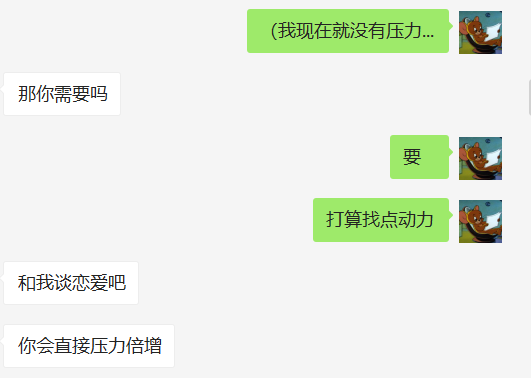 （我现在就没有压力...
那你需要吗
要
打算找点动力
和我谈恋爱吧
你会直接压力倍增